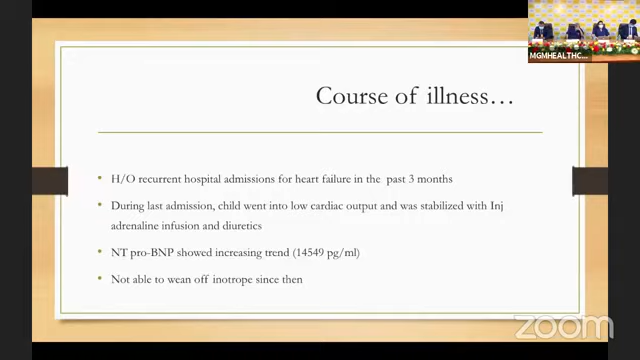 MGMHEALTHC...
Course of illness…
• H/O recurrent hospital admissions for heart failure in the past 3 months
• During last admission, child went into low cardiac output and was stabilized with Inj
adrenaline infusion and diuretics
• NT pro-BNP showed increasing trend (14549 pg/ml)
• Not able to wean off inotrope since then
zoom